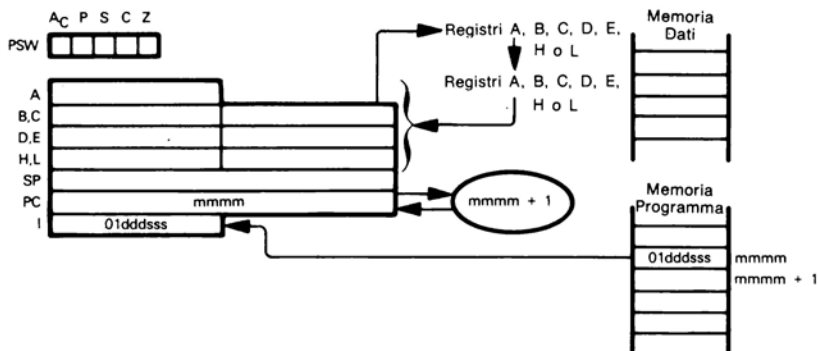 AC P S C Z
PSW
Registri A, B, C, D, E,
H o L
Registri A, B, C, D, E,
H o L
Memoria
Dati
A
B,C
D,E
H,L
SP
PC mmmm
mmmm + 1
I 01dddsss
Memoria
Programma
01dddsss mmmm
mmmm + 1